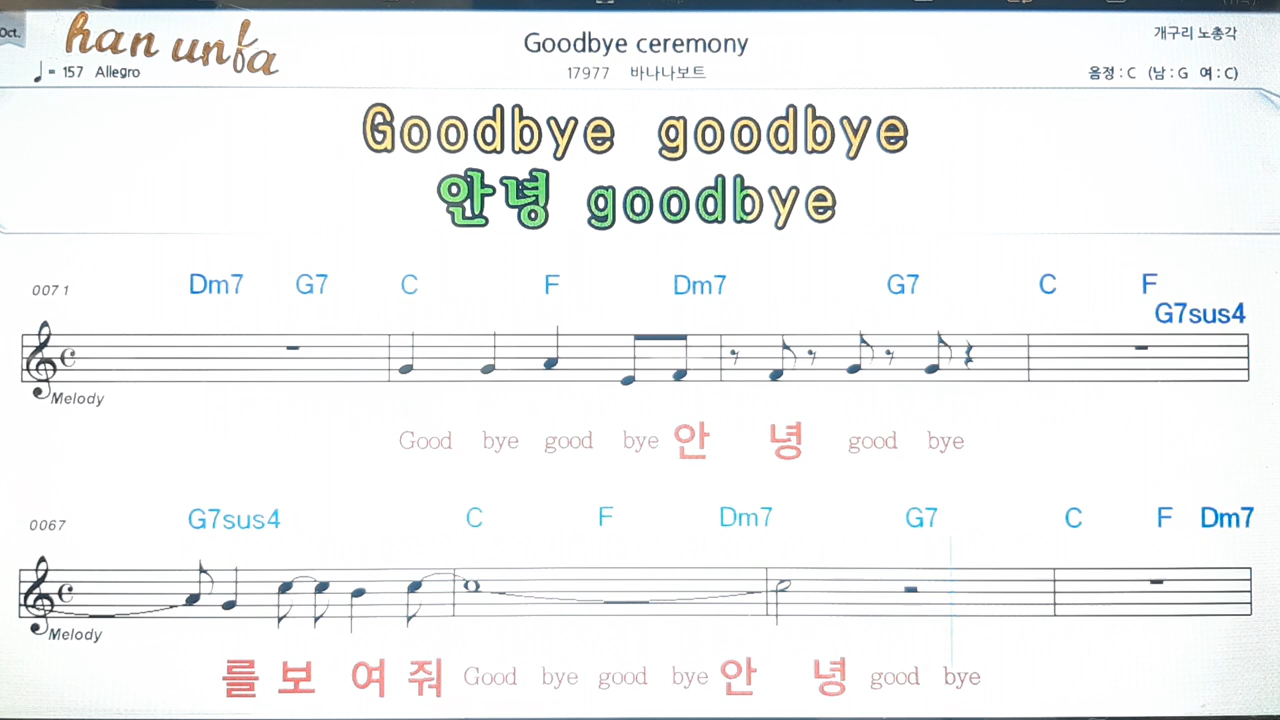 Oct.
han unfa
Goodbye ceremony
개구리 노총각
♩= 157 Allegro
17977 바나나보트
음정 : C (남 : G 여 : C)
Goodbye goodbye
안녕 goodbye
0071 Dm7 G7 C F Dm7 G7 C F
G7sus4
Melody
Good bye good bye 안 녕 good bye
0067 G7sus4 C F Dm7 G7 C F Dm7
Melody
를 보 여 줘 Good bye good bye 안 녕 good bye